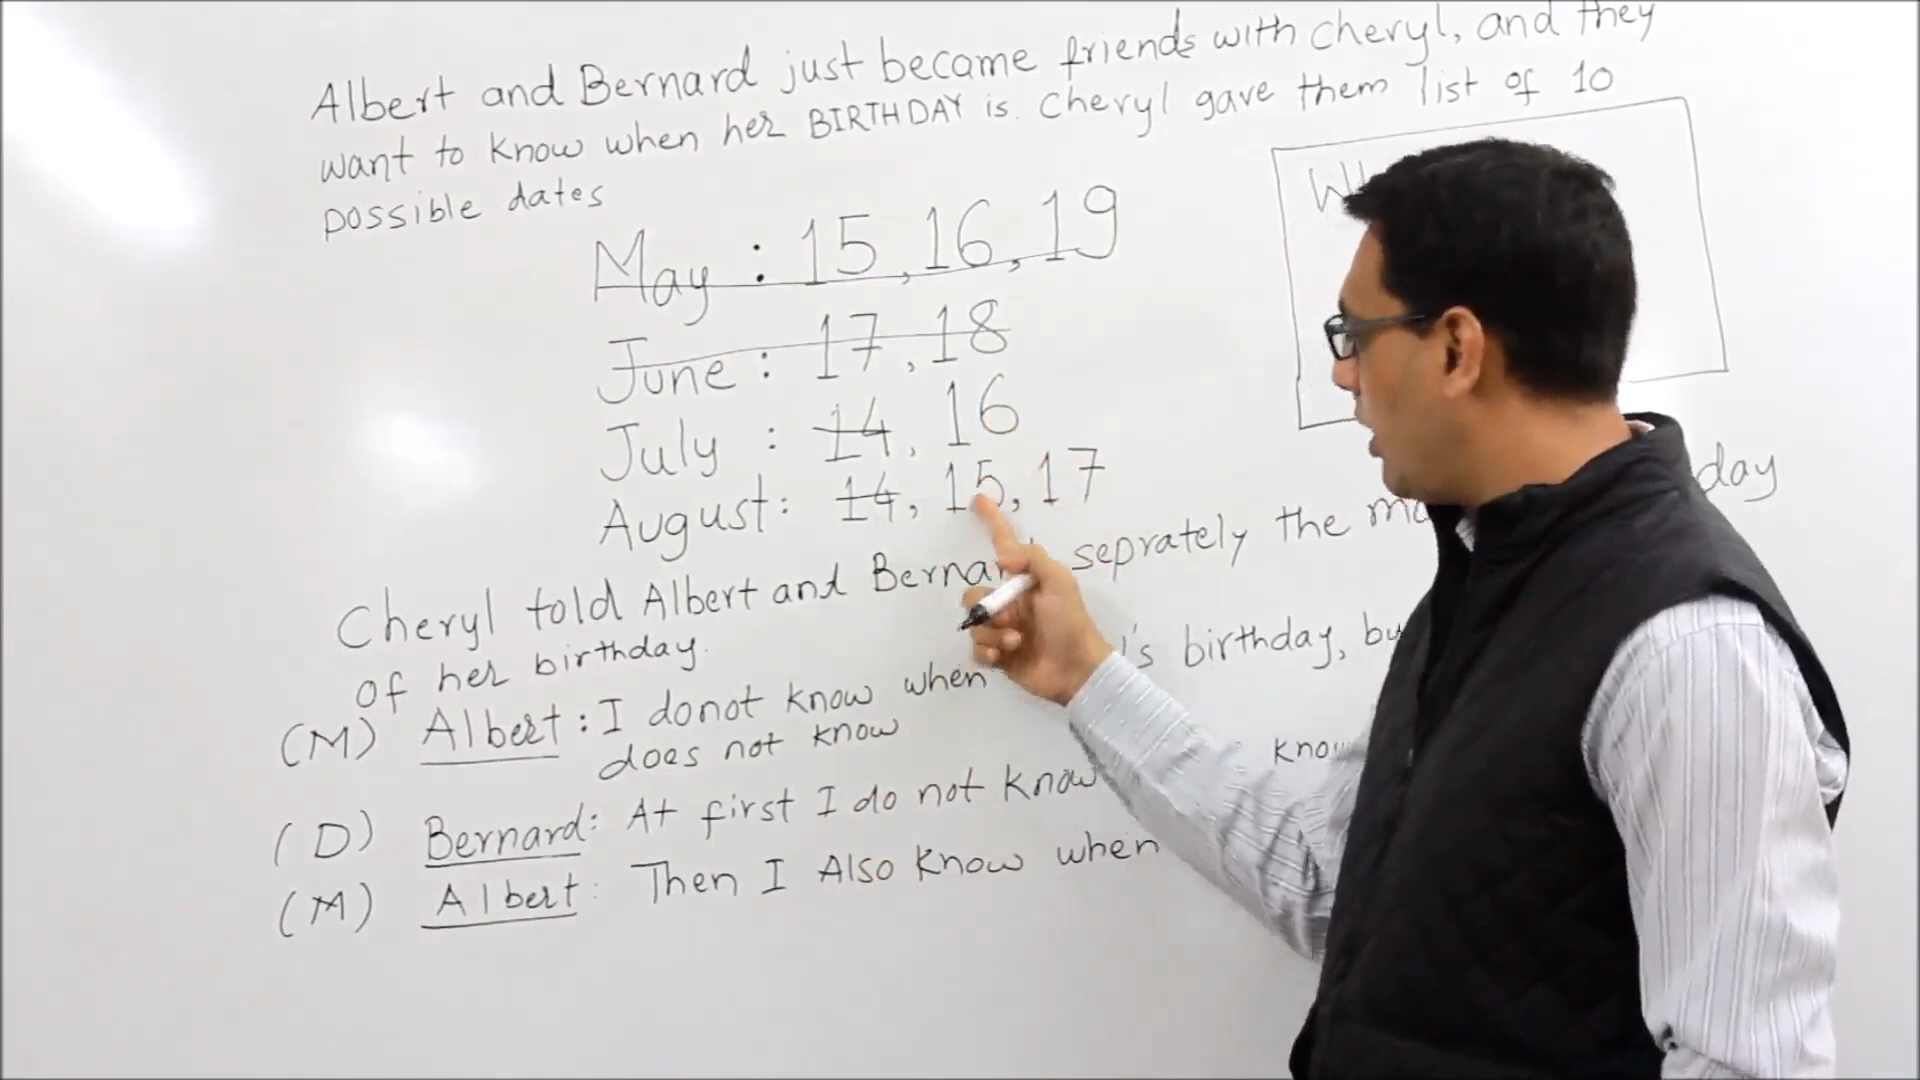 Albert and Bernard just became friends with cheryl, and they
want to know when her BIRTHDAY is. Cheryl gave them list of 10
possible dates
May : 15, 16, 19
June : 17, 18
July : 14, 16
August: 14, 15, 17
Cheryl told Albert and seprately the day
of her birthday.
(M) Albert : I donot know when birthday,
does not know
(D) Bernard: At first I do not know
(M) Albert : Then I Also know when